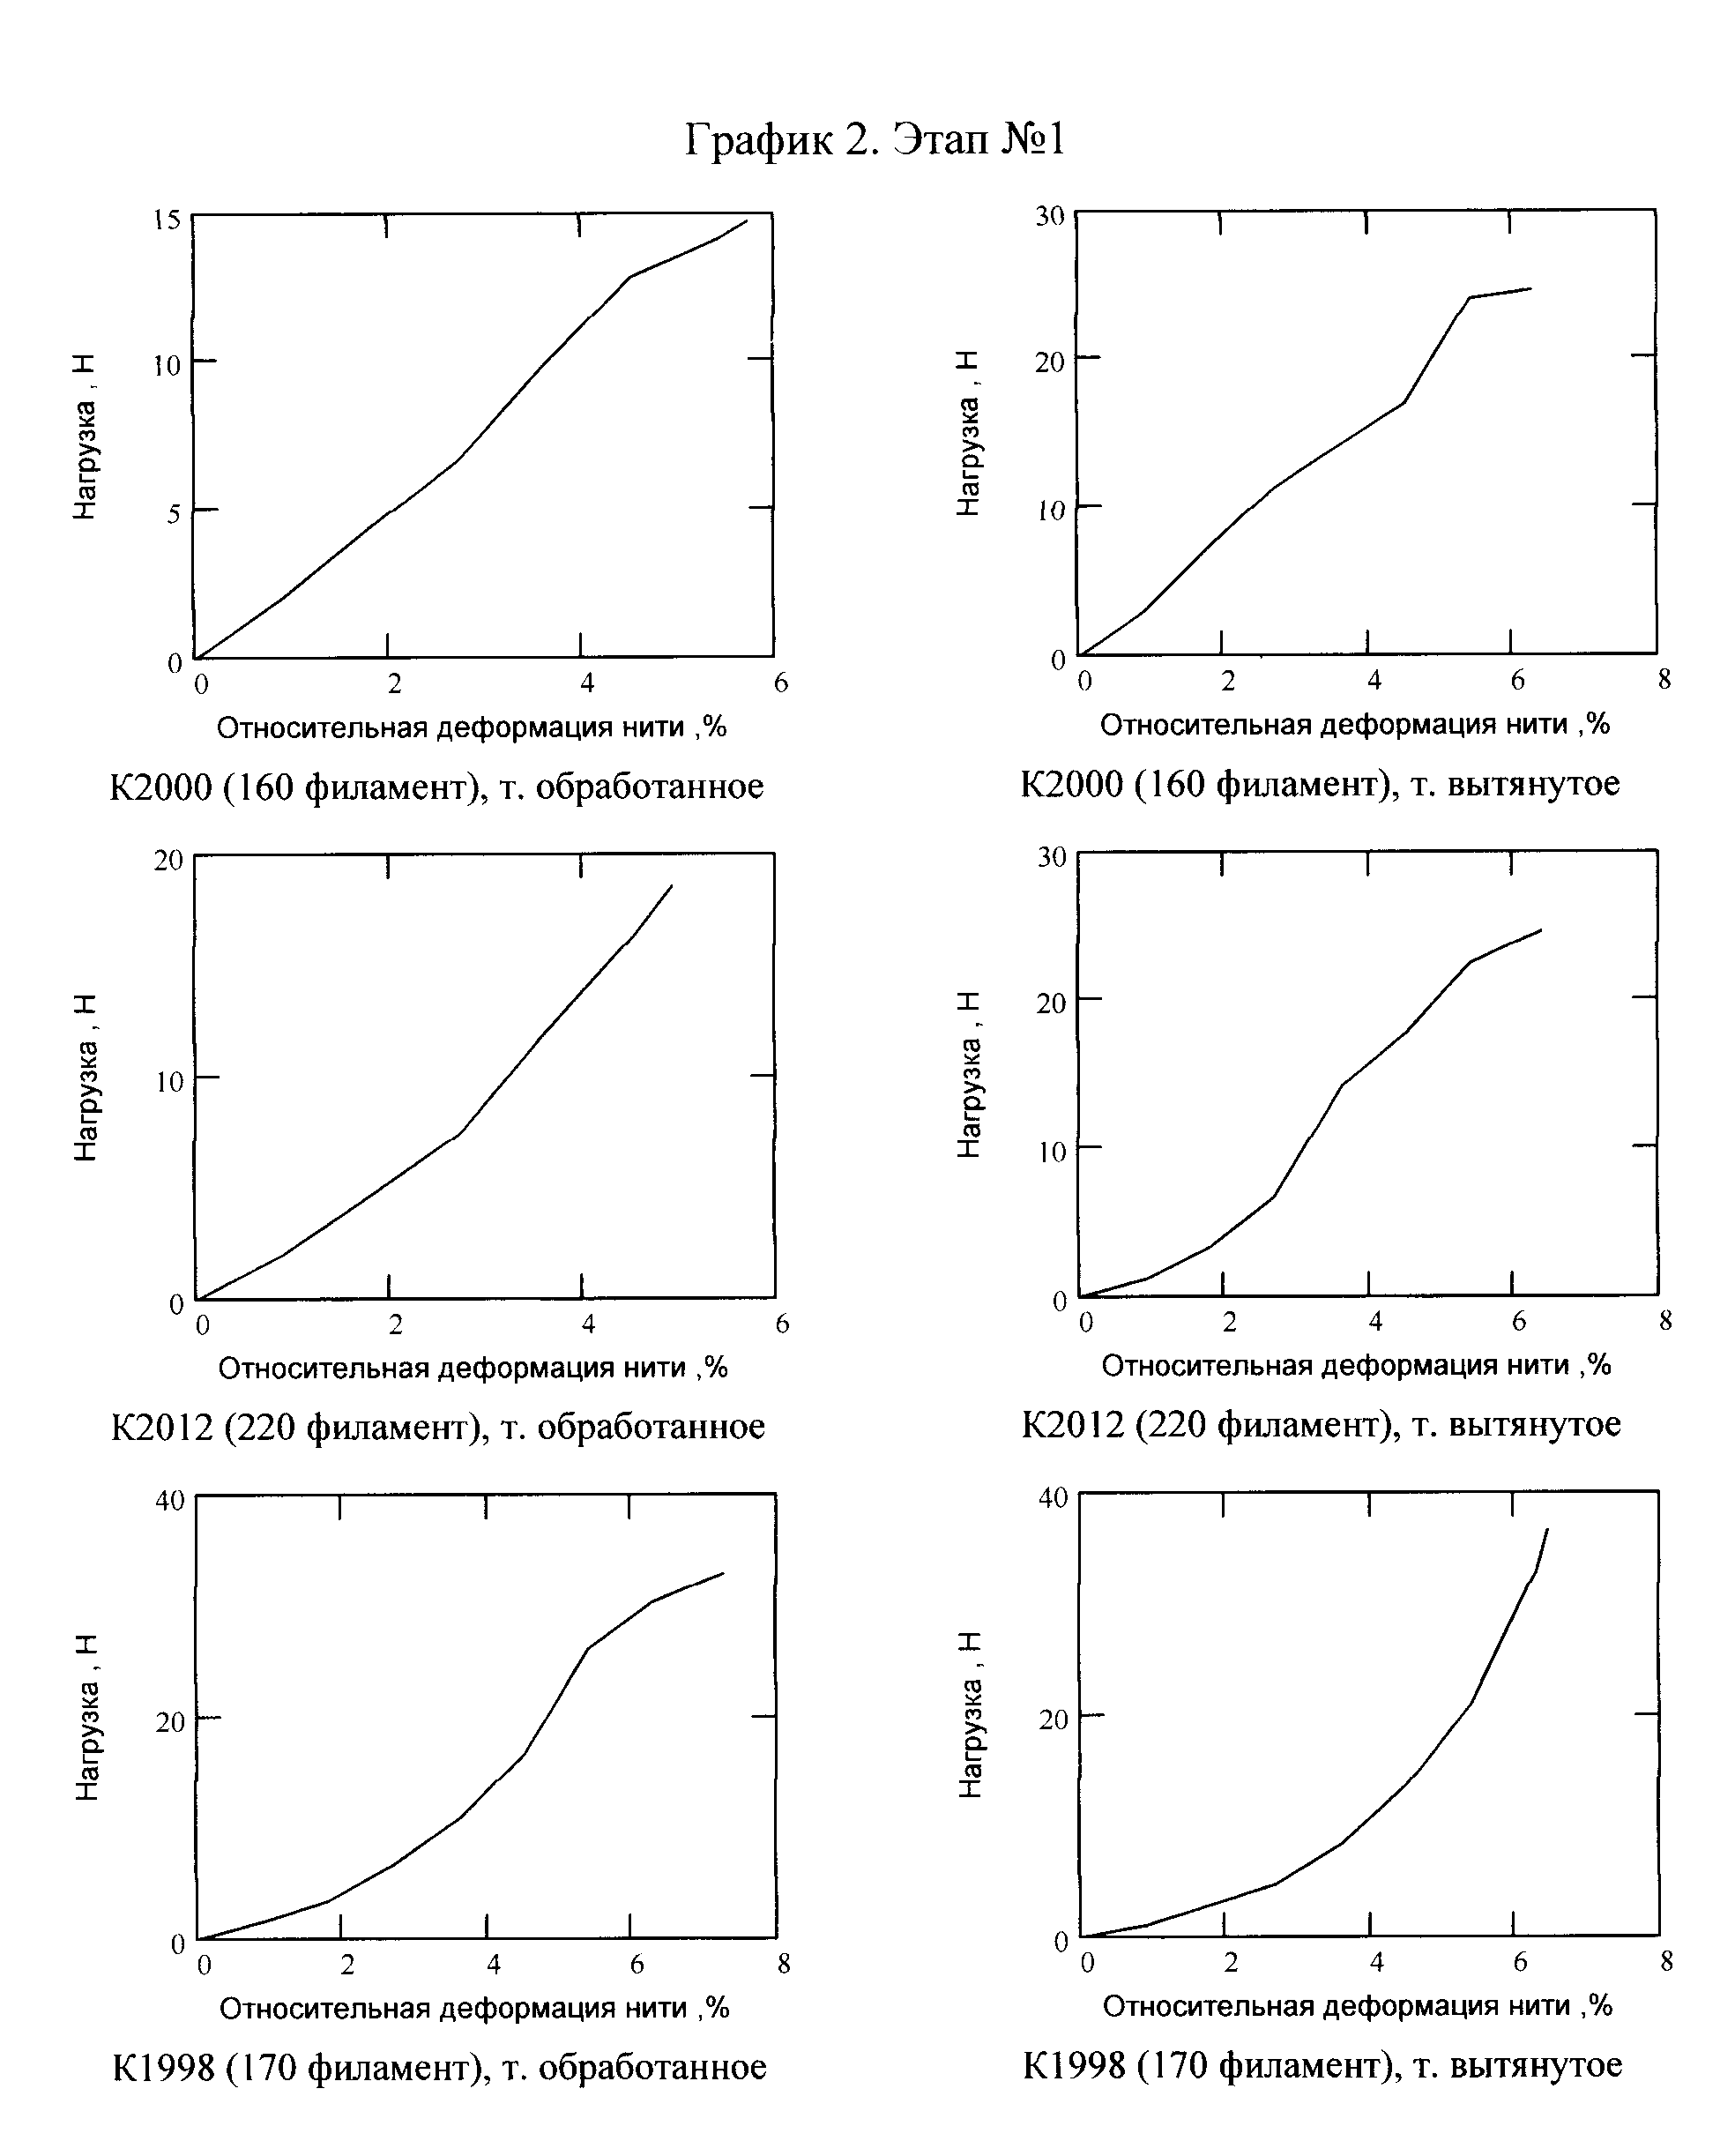 График 2. Этап №1
15
10
5
0
0 2 4 6
Нагрузка , Н
Относительная деформация нити ,%
К2000 (160 филамент), т. обработанное
30
20
10
0
0 2 4 6 8
Нагрузка , Н
Относительная деформация нити ,%
К2000 (160 филамент), т. вытянутое
20
10
0
0 2 4 6
Нагрузка , Н
Относительная деформация нити ,%
К2012 (220 филамент), т. обработанное
30
20
10
0
0 2 4 6 8
Нагрузка , Н
Относительная деформация нити ,%
К2012 (220 филамент), т. вытянутое
40
20
0
0 2 4 6 8
Нагрузка , Н
Относительная деформация нити ,%
К1998 (170 филамент), т. обработанное
40
20
0
0 2 4 6 8
Нагрузка , Н
Относительная деформация нити ,%
К1998 (170 филамент), т. вытянутое